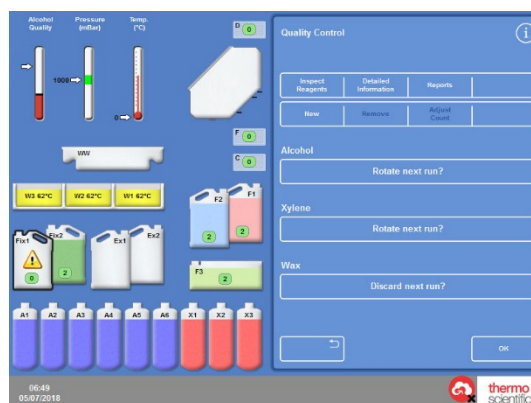 Alcohol
Quality
Pressure
(mBar)
Temp.
(°C)
1000
0
D 0
F 0
C 0
WW
W3 62°C
W2 62°C
W1 62°C
F2
F1
2
2
Fix1
Fix2
Ex1
Ex2
0
2
F3
2
A1
A2
A3
A4
A5
A6
X1
X2
X3
Quality Control
i
Inspect
Reagents
Detailed
Information
Reports
New
Remove
Adjust
Count
Alcohol
Rotate next run?
Xylene
Rotate next run?
Wax
Discard next run?
OK
06:49
05/07/2018
thermo
scientific